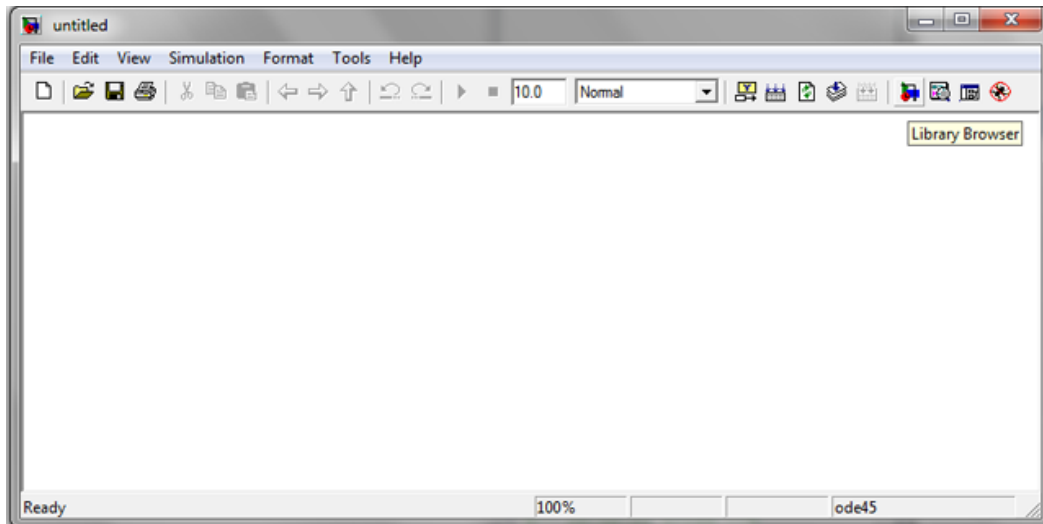 untitled
File Edit View Simulation Format Tools Help
10.0 Normal
Library Browser
Ready 100% ode45